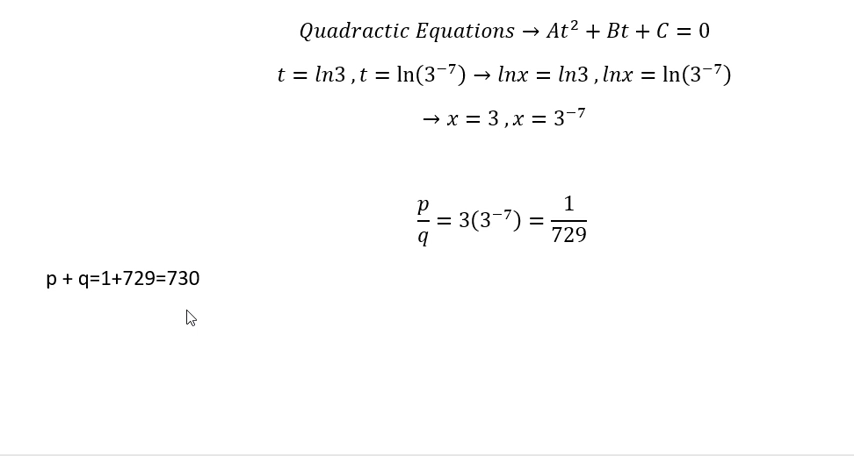 Quadractic Equations → At² + Bt + C = 0
t = ln3 , t = ln(3⁻⁷) → lnx = ln3 , lnx = ln(3⁻⁷)
→ x = 3 , x = 3⁻⁷
p/q = 3(3⁻⁷) = 1/729
p + q=1+729=730